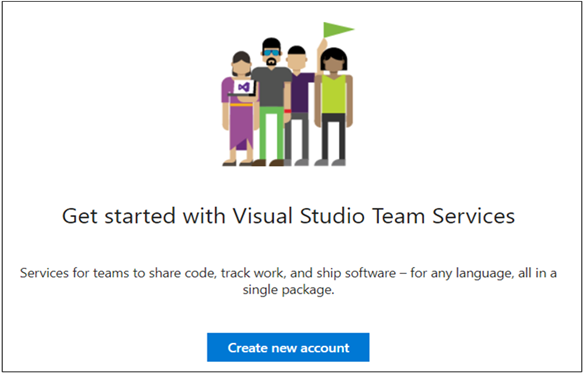 Get started with Visual Studio Team Services
Services for teams to share code, track work, and ship software – for any language, all in a
single package.
Create new account